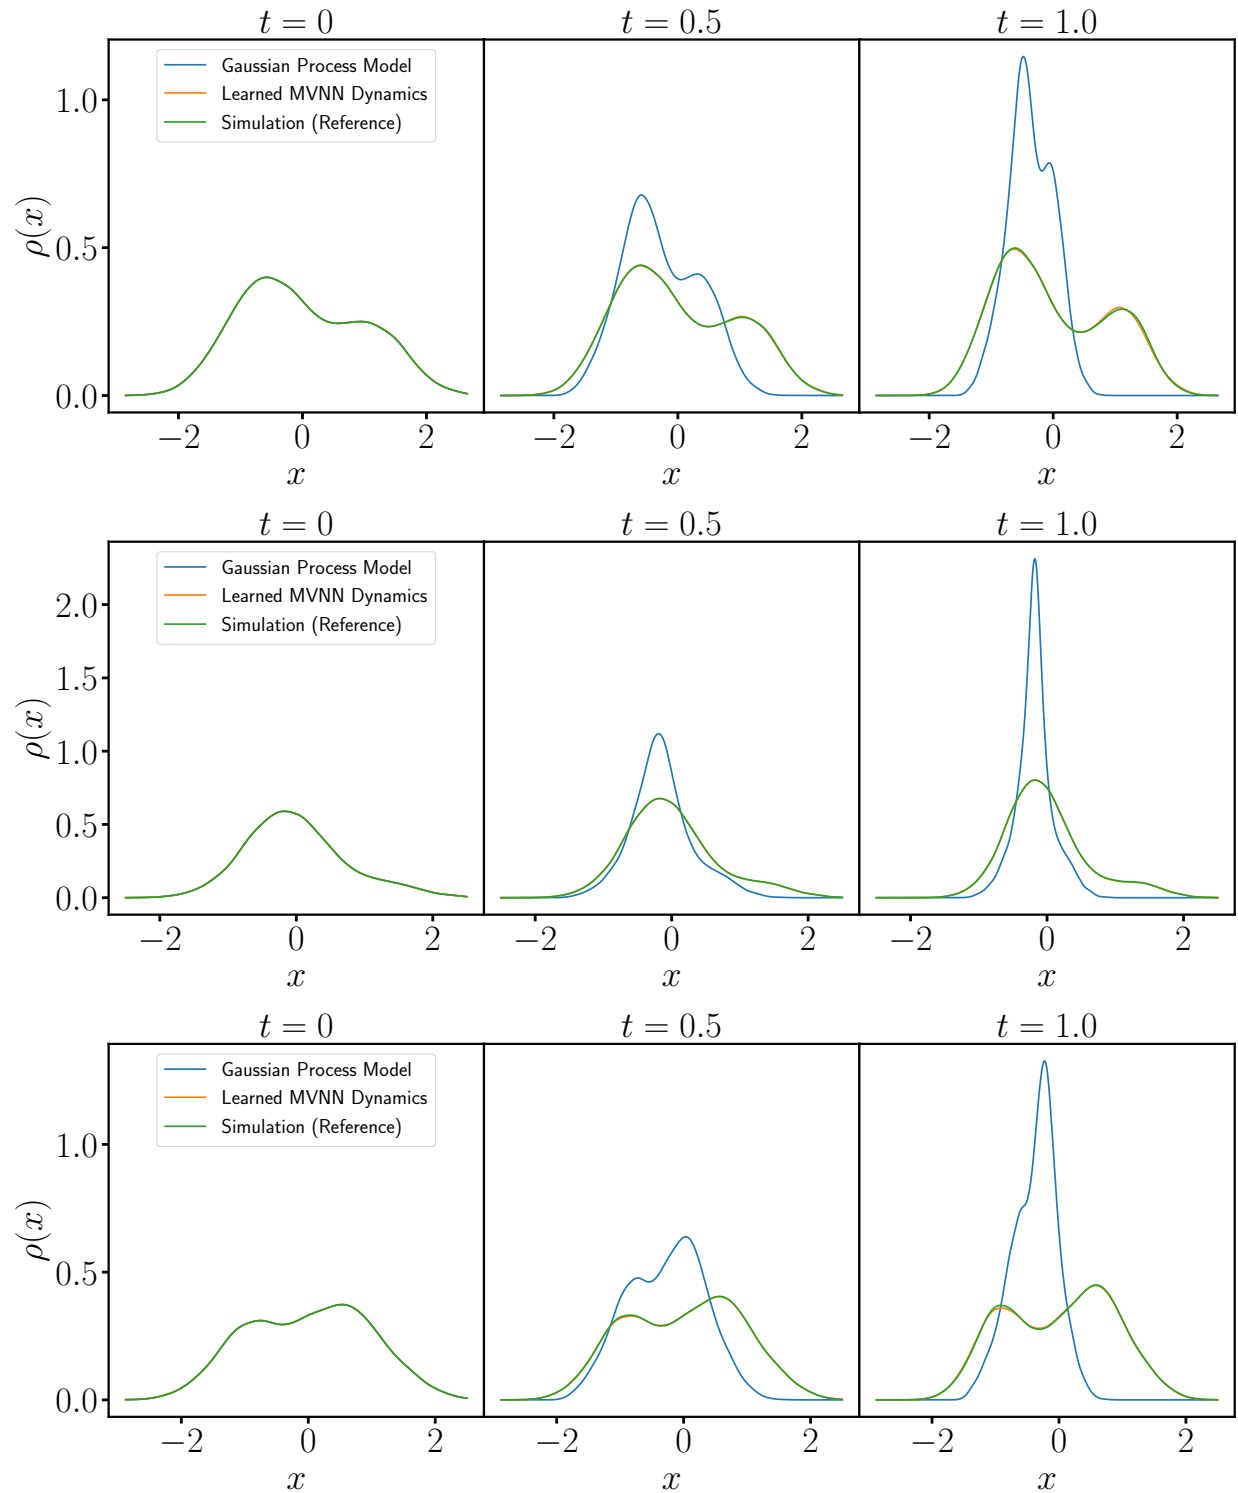 t = 0 t = 0.5 t = 1.0
Gaussian Process Model
Learned MVNN Dynamics
Simulation (Reference)
ρ(x)
1.0
0.5
0.0
−2 0 2 −2 0 2 −2 0 2
x x x
t = 0 t = 0.5 t = 1.0
Gaussian Process Model
Learned MVNN Dynamics
Simulation (Reference)
ρ(x)
2.0
1.5
1.0
0.5
0.0
−2 0 2 −2 0 2 −2 0 2
x x x
t = 0 t = 0.5 t = 1.0
Gaussian Process Model
Learned MVNN Dynamics
Simulation (Reference)
ρ(x)
1.0
0.5
0.0
−2 0 2 −2 0 2 −2 0 2
x x x